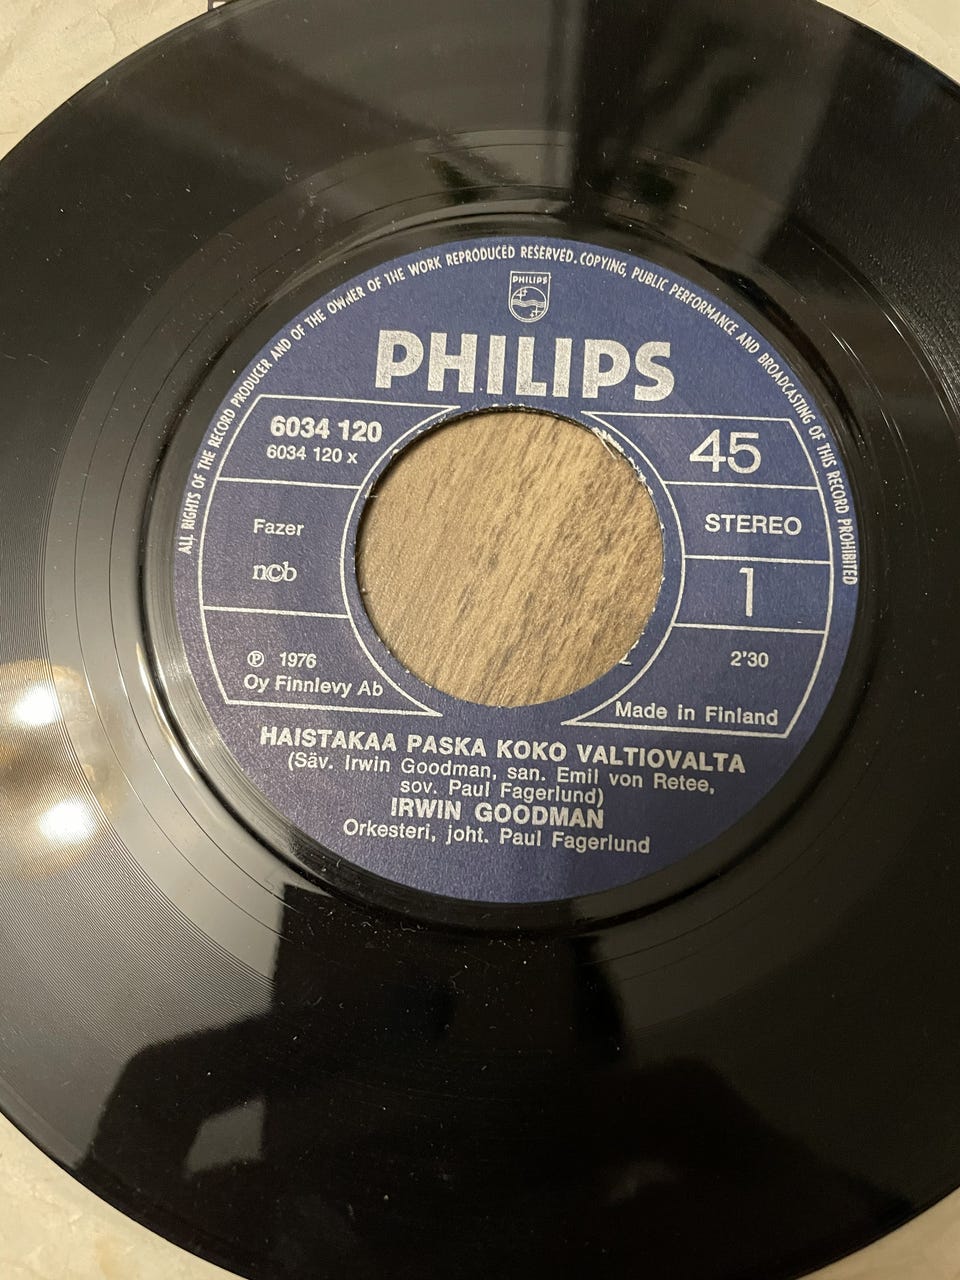 ALL RIGHTS OF THE RECORD PRODUCER AND OF THE OWNER OF THE WORK REPRODUCED RESERVED. COPYING, PUBLIC PERFORMANCE AND BROADCASTING OF THIS RECORD PROHIBITED
PHILIPS
PHILIPS
6034 120
6034 120 x
45
Fazer
STEREO
ncb
1
℗ 1976
Oy Finnlevy Ab
2'30
Made in Finland
HAISTAKAA PASKA KOKO VALTIOVALTA
(Säv. Irwin Goodman, san. Emil von Retee,
sov. Paul Fagerlund)
IRWIN GOODMAN
Orkesteri, joht. Paul Fagerlund